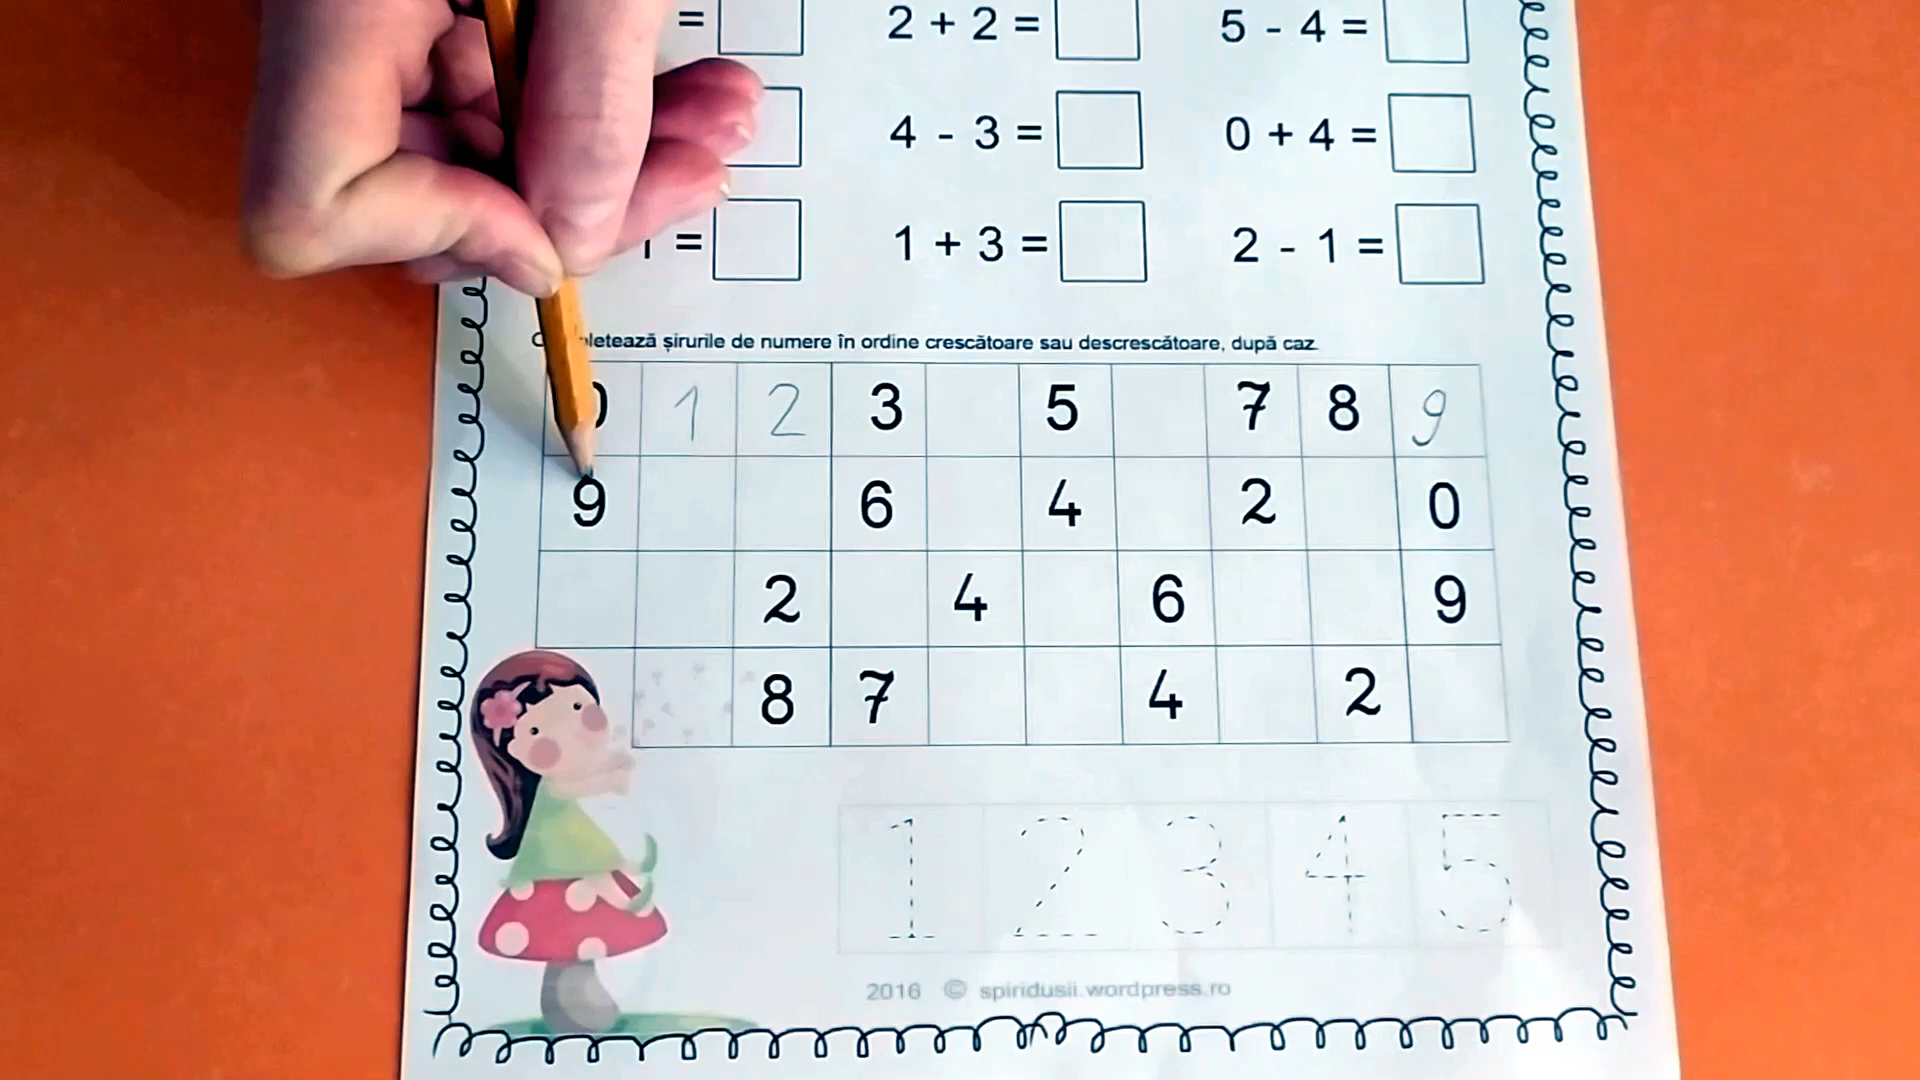 = 2 + 2 = 5 - 4 =
4 - 3 = 0 + 4 =
= 1 + 3 = 2 - 1 =
șirurile de numere în ordine crescătoare sau descrescătoare, după caz
1 2 3 5 7 8 9
9 6 4 2 0
2 4 6 9
8 7 4 2
1 2 3 4 5
2016 © spiridusii.wordpress.ro